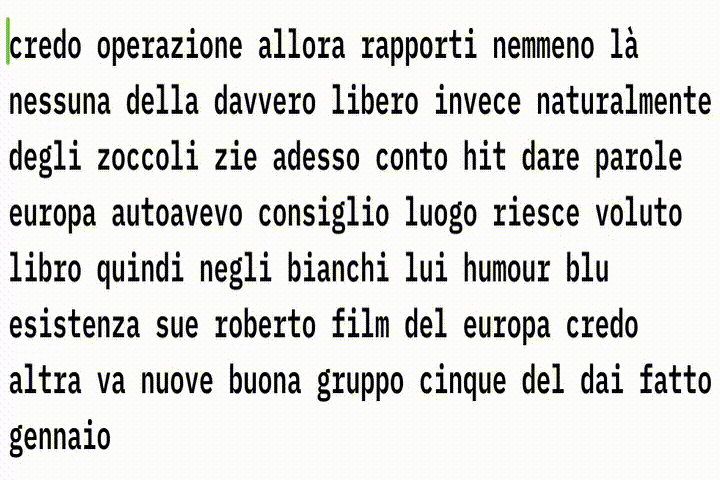 credo operazione allora rapporti nemmeno là
nessuna della davvero libero invece naturalmente
degli zoccoli zie adesso conto hit dare parole
europa autoavevo consiglio luogo riesce voluto
libro quindi negli bianchi lui humour blu
esistenza sue roberto film del europa credo
altra va nuove buona gruppo cinque del dai fatto
gennaio